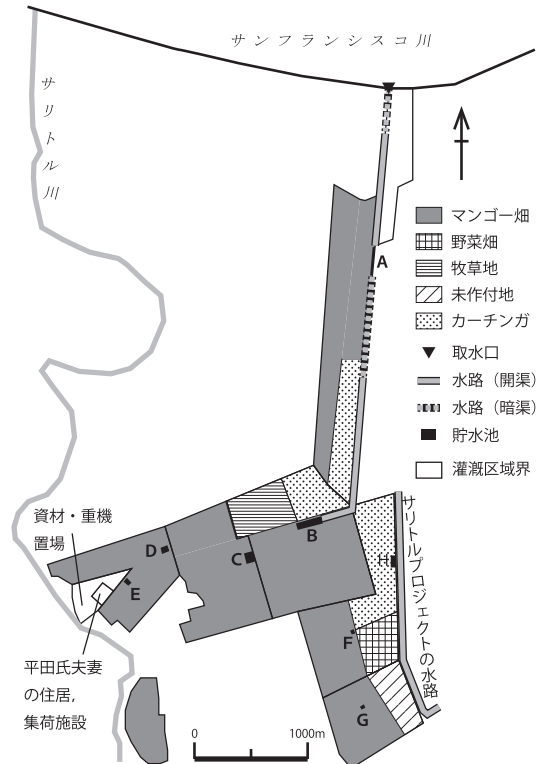 サンフランシスコ川
サリトル川
マンゴー畑
野菜畑
牧草地
未作付地
カーチンガ
取水口
水路（開渠）
水路（暗渠）
貯水池
灌漑区域界
A
資材・重機
置場
B
C
D
E
H
サリトルプロジェクトの水路
F
G
平田氏夫妻
の住居，
集荷施設
0 1000m